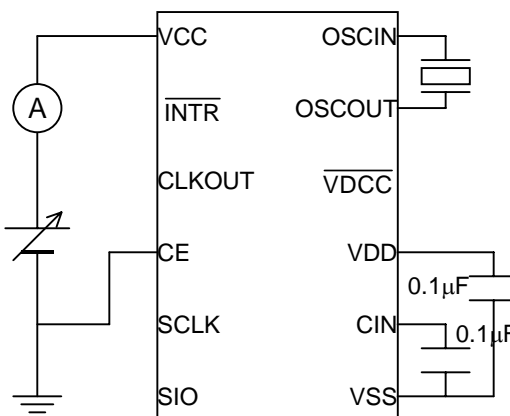 VCC
OSCIN
A
INTR
OSCOUT
CLKOUT
VDCC
CE
VDD
0.1μF
SCLK
CIN
0.1μF
SIO
VSS